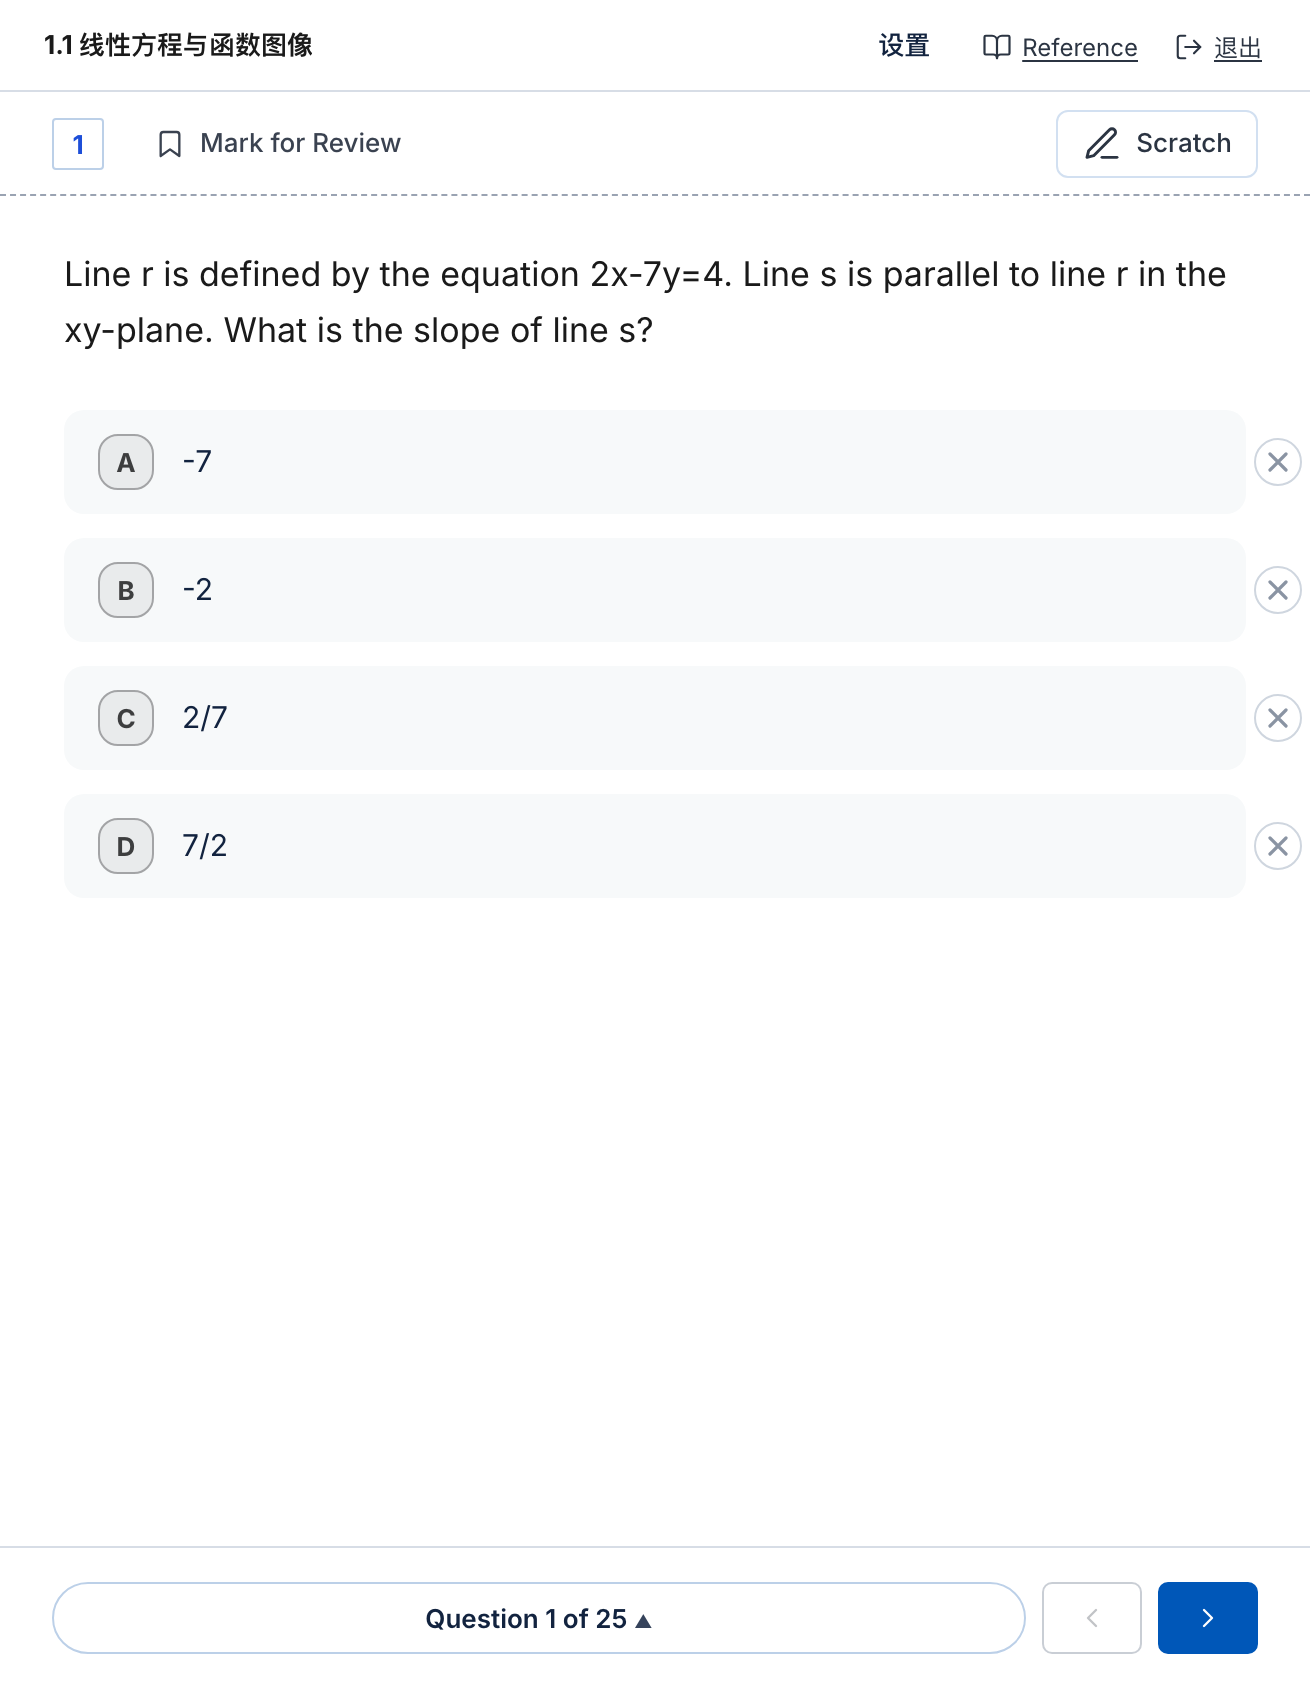 1.1 线性方程与函数图像
设置
Reference
退出
1
Mark for Review
Scratch
Line r is defined by the equation 2x-7y=4. Line s is parallel to line r in the
xy-plane. What is the slope of line s?
A -7
B -2
C 2/7
D 7/2
Question 1 of 25 ▲